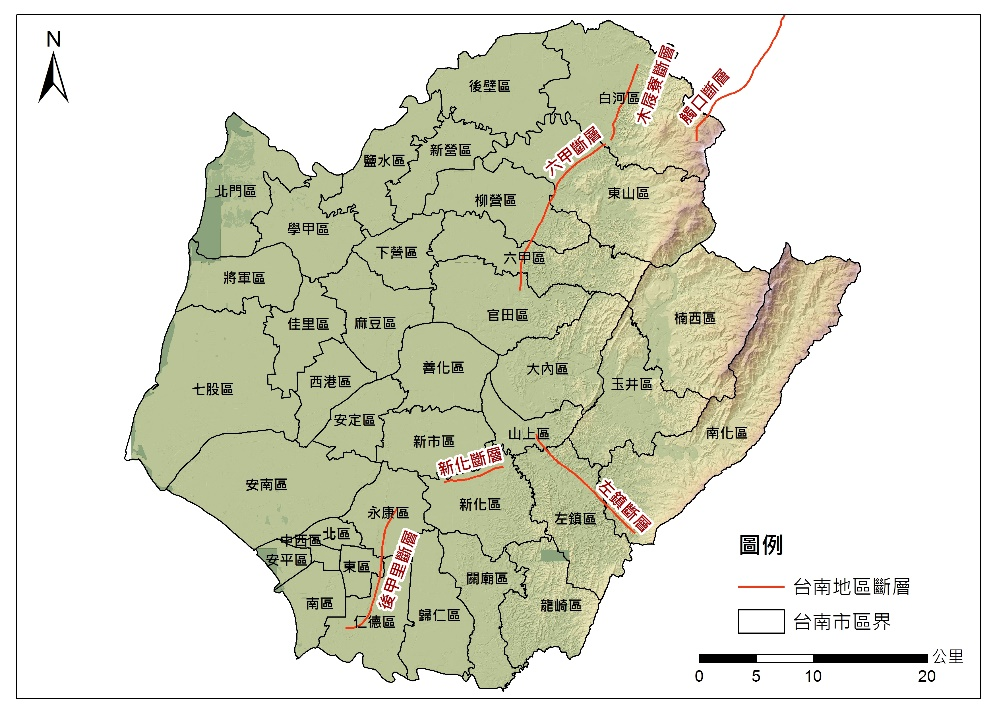 N
後壁區
白河區
木屐寮斷層
觸口斷層
六甲斷層
新營區
鹽水區
北門區
柳營區
東山區
學甲區
下營區
六甲區
將軍區
官田區
楠西區
佳里區
麻豆區
善化區
大內區
西港區
玉井區
七股區
安定區
新市區
山上區
南化區
新化斷層
安南區
新化區
左鎮斷層
永康區
左鎮區
北區
中西區
安平區
東區
後甲里斷層
關廟區
南區
龍崎區
歸仁區
仁德區
圖例
台南地區斷層
台南市區界
公里
0 5 10 20